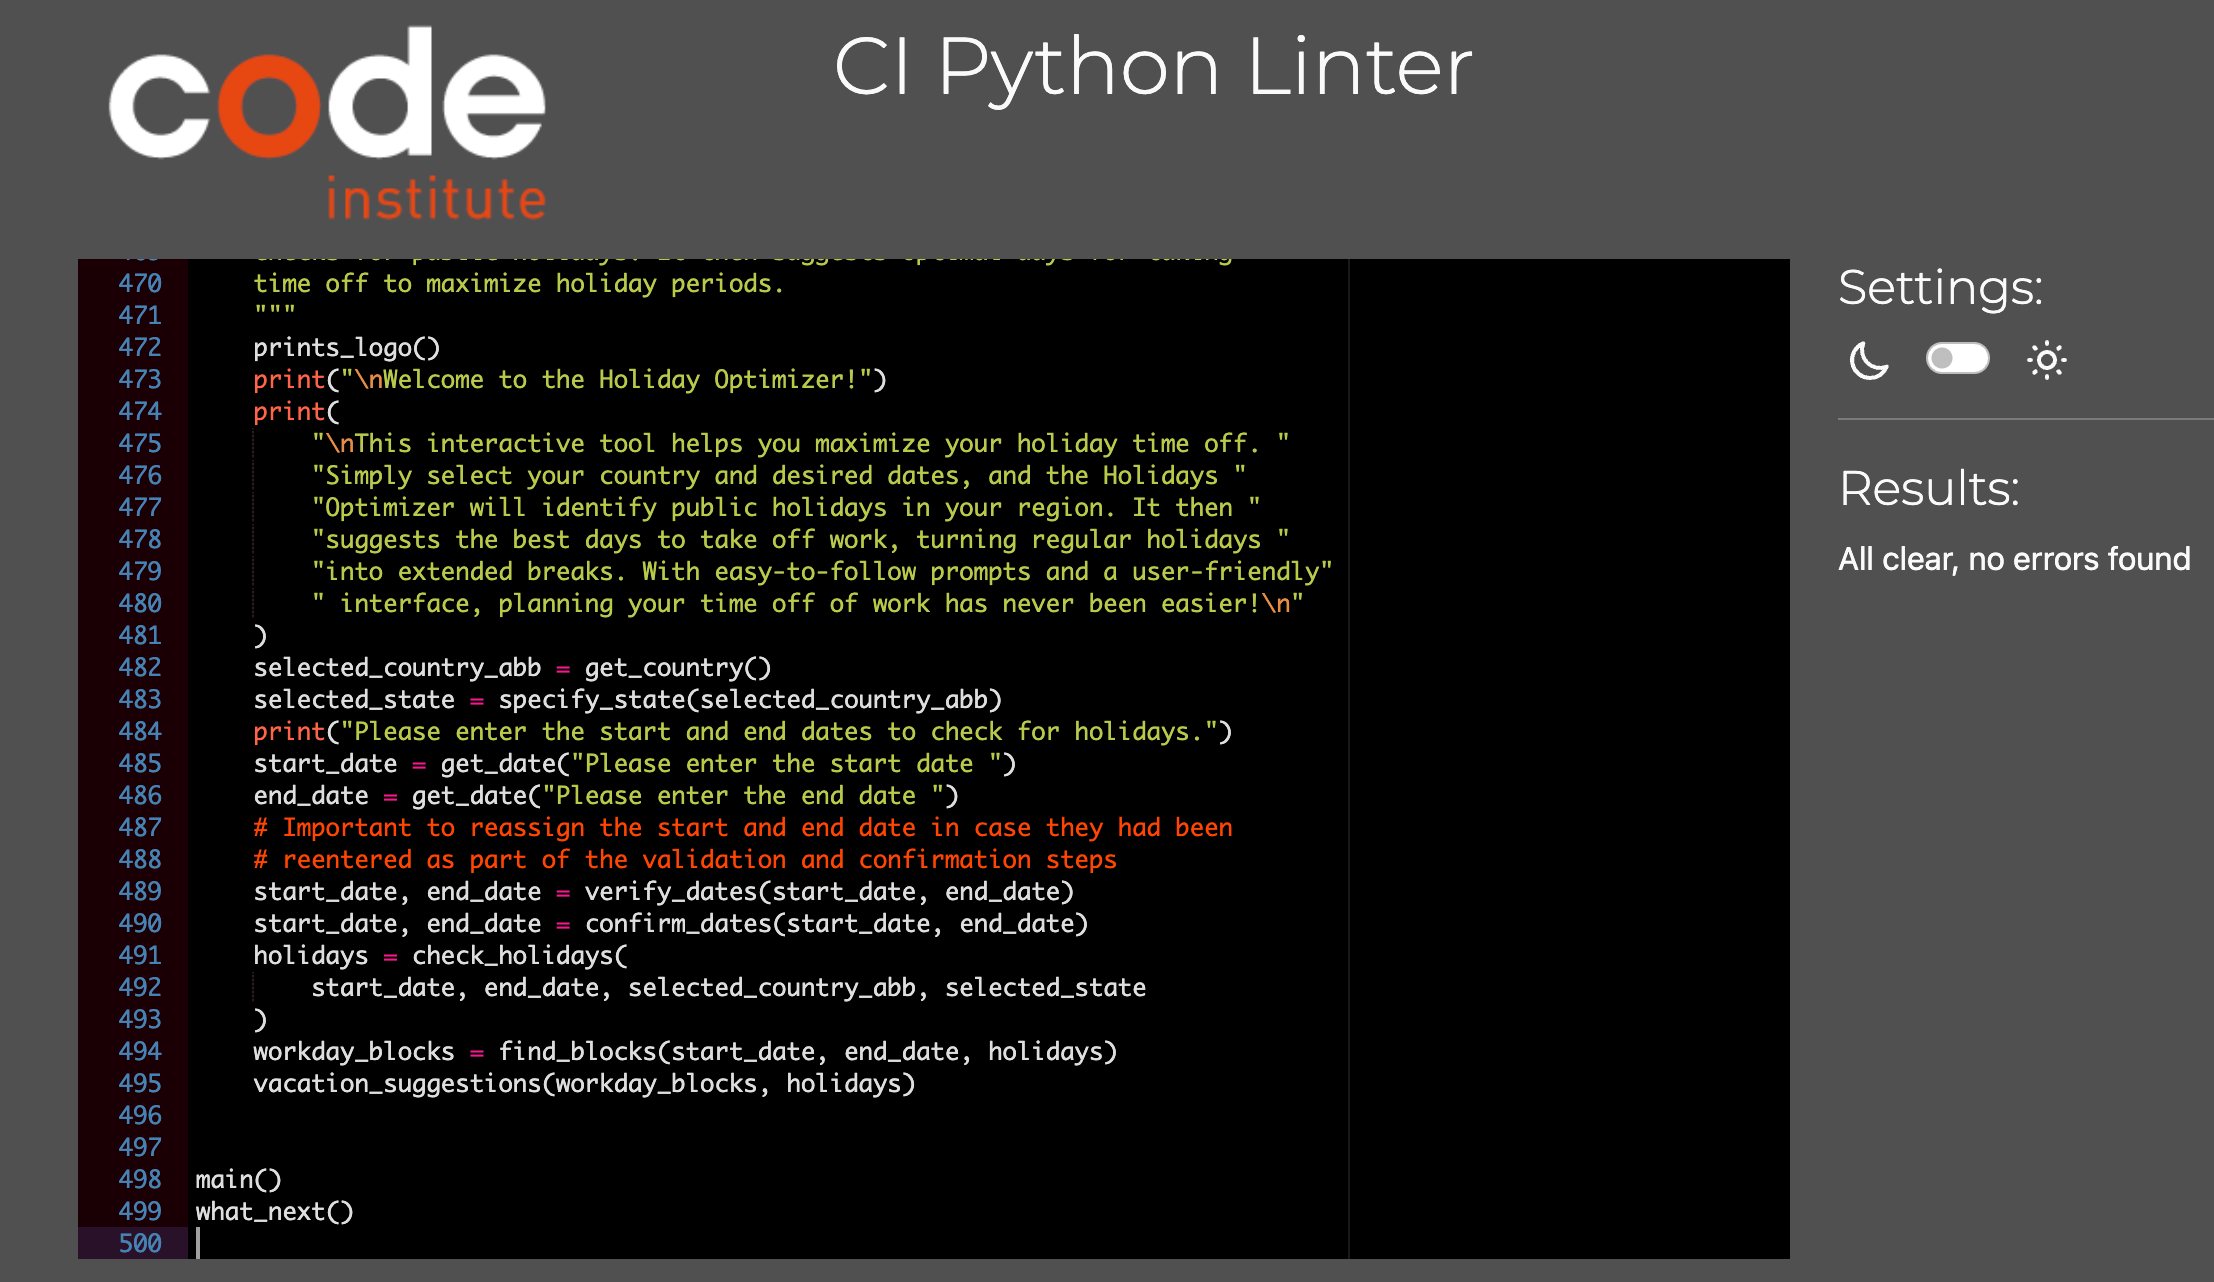 code
institute
CI Python Linter
470     time off to maximize holiday periods.
471     """
472     prints_logo()
473     print("\nWelcome to the Holiday Optimizer!")
474     print(
475         "\nThis interactive tool helps you maximize your holiday time off. "
476         "Simply select your country and desired dates, and the Holidays "
477         "Optimizer will identify public holidays in your region. It then "
478         "suggests the best days to take off work, turning regular holidays "
479         "into extended breaks. With easy-to-follow prompts and a user-friendly"
480         " interface, planning your time off of work has never been easier!\n"
481     )
482     selected_country_abb = get_country()
483     selected_state = specify_state(selected_country_abb)
484     print("Please enter the start and end dates to check for holidays.")
485     start_date = get_date("Please enter the start date ")
486     end_date = get_date("Please enter the end date ")
487     # Important to reassign the start and end date in case they had been
488     # reentered as part of the validation and confirmation steps
489     start_date, end_date = verify_dates(start_date, end_date)
490     start_date, end_date = confirm_dates(start_date, end_date)
491     holidays = check_holidays(
492         start_date, end_date, selected_country_abb, selected_state
493     )
494     workday_blocks = find_blocks(start_date, end_date, holidays)
495     vacation_suggestions(workday_blocks, holidays)
496
497
498 main()
499 what_next()
500
Settings:
Results:
All clear, no errors found